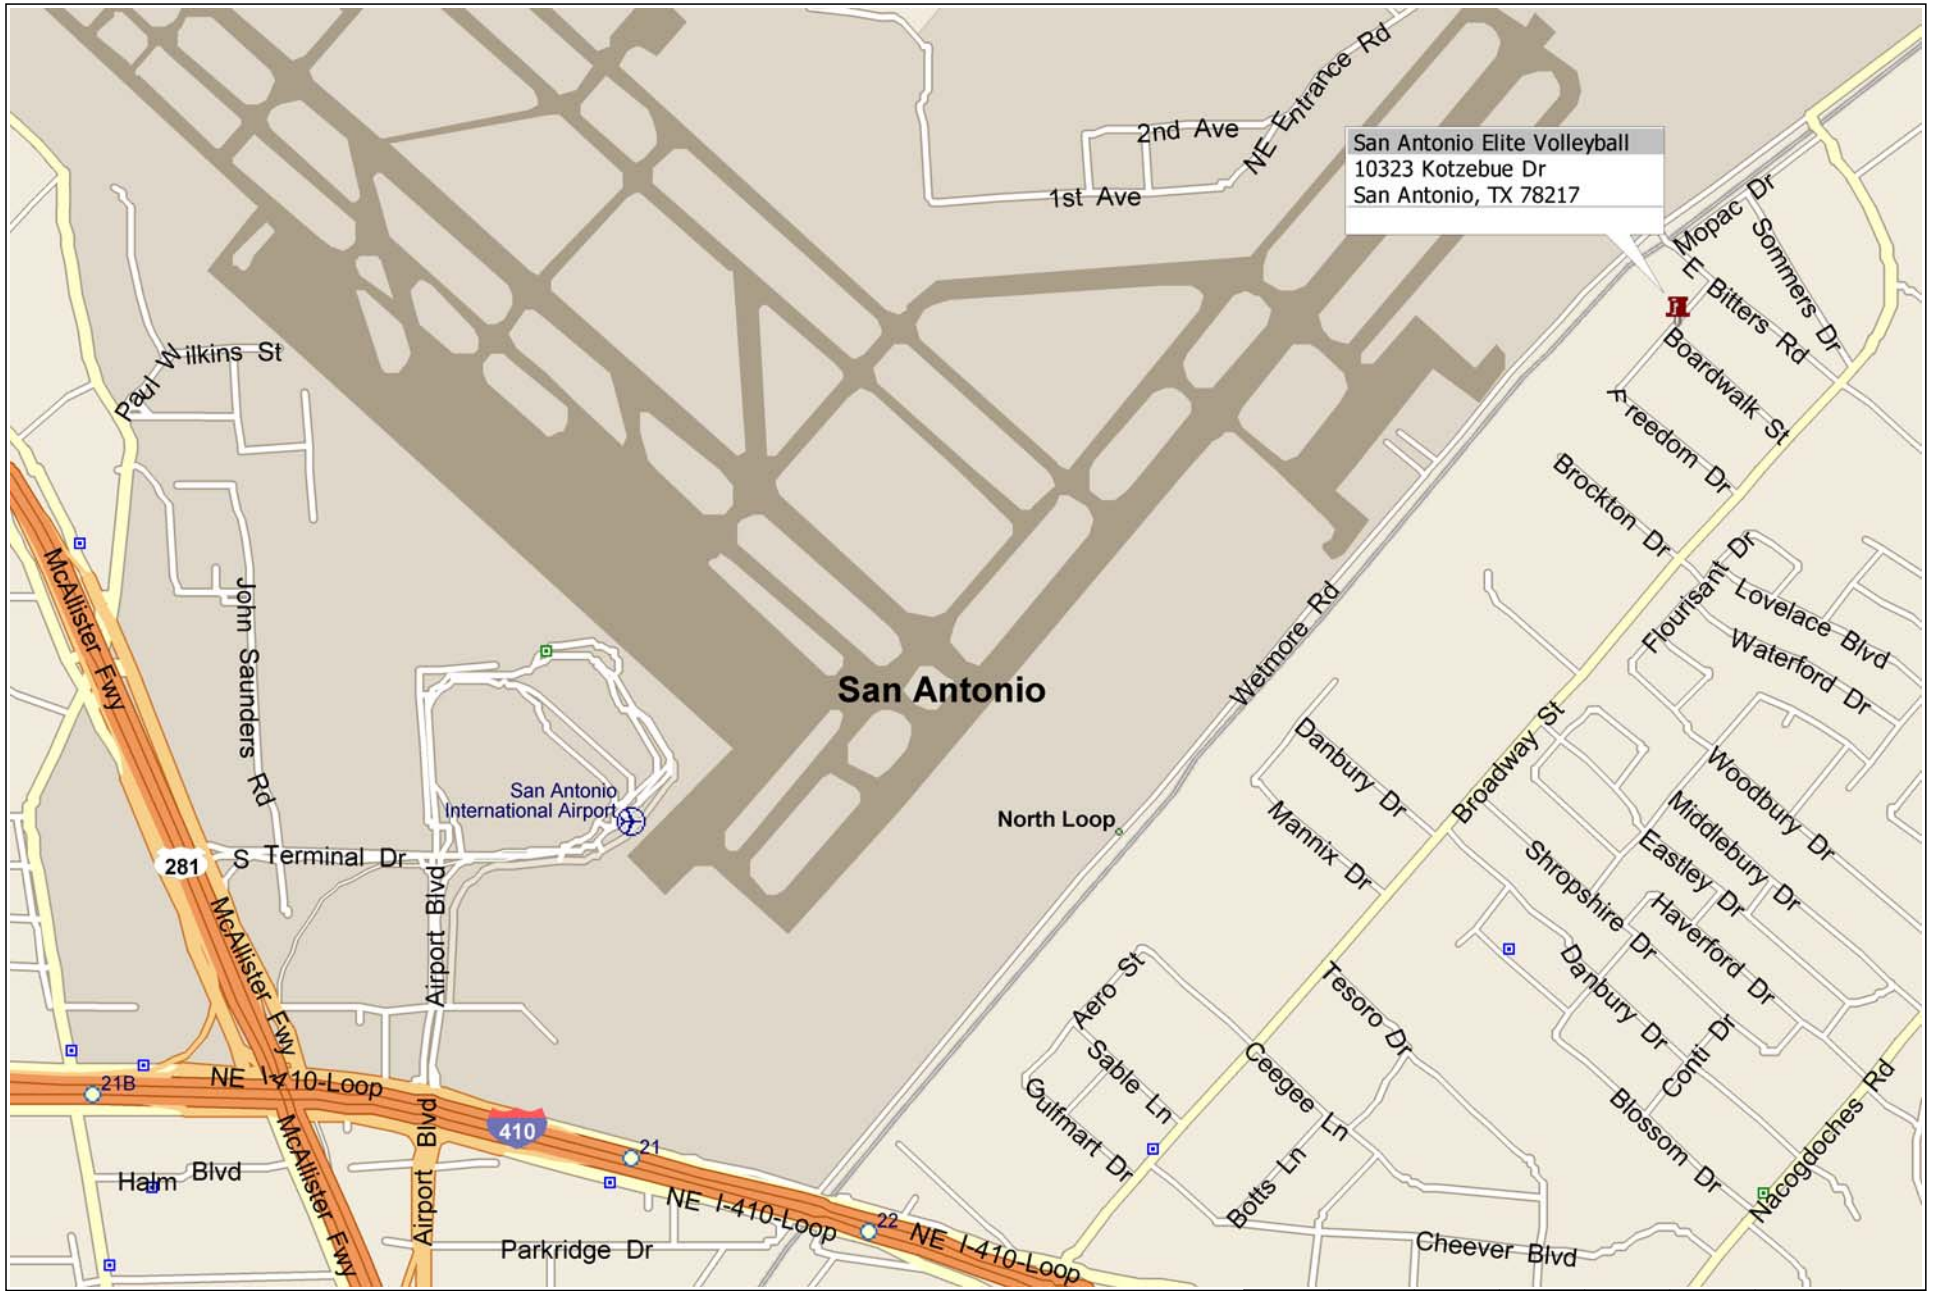 NE Entrance Rd
2nd Ave
1st Ave
San Antonio Elite Volleyball
10323 Kotzebue Dr
San Antonio, TX 78217
Mopac Dr
Sommers Dr
E Bitters Rd
Boardwalk St
Freedom Dr
Brockton Dr
Paul Wilkins St
McAllister Fwy
John Saunders Rd
Flourisant Dr
Lovelace Blvd
Waterford Dr
Wetmore Rd
San Antonio
San Antonio
International Airport
North Loop
Danbury Dr
Broadway St
Mannix Dr
Woodbury Dr
Middlebury Dr
Eastley Dr
Shropshire Dr
Haverford Dr
281
S Terminal Dr
Airport Blvd
McAllister Fwy
Aero St
Tesoro Dr
Danbury Dr
Conti Dr
Sable Ln
Ceegee Ln
Gulfmart Dr
Blossom Dr
Nacogdoches Rd
21B
NE I-410-Loop
410
21
Airport Blvd
McAllister Fwy
Halm Blvd
NE I-410-Loop
22
NE I-410-Loop
Botts Ln
Parkridge Dr
Cheever Blvd